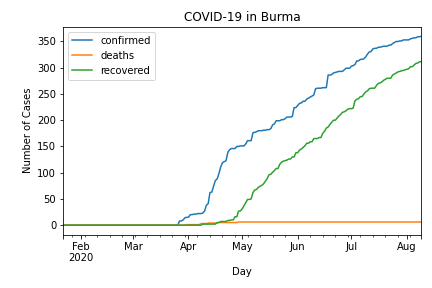 COVID-19 in Burma
confirmed
deaths
recovered
Number of Cases
350
300
250
200
150
100
50
0
Feb
2020
Mar
Apr
May
Jun
Jul
Aug
Day